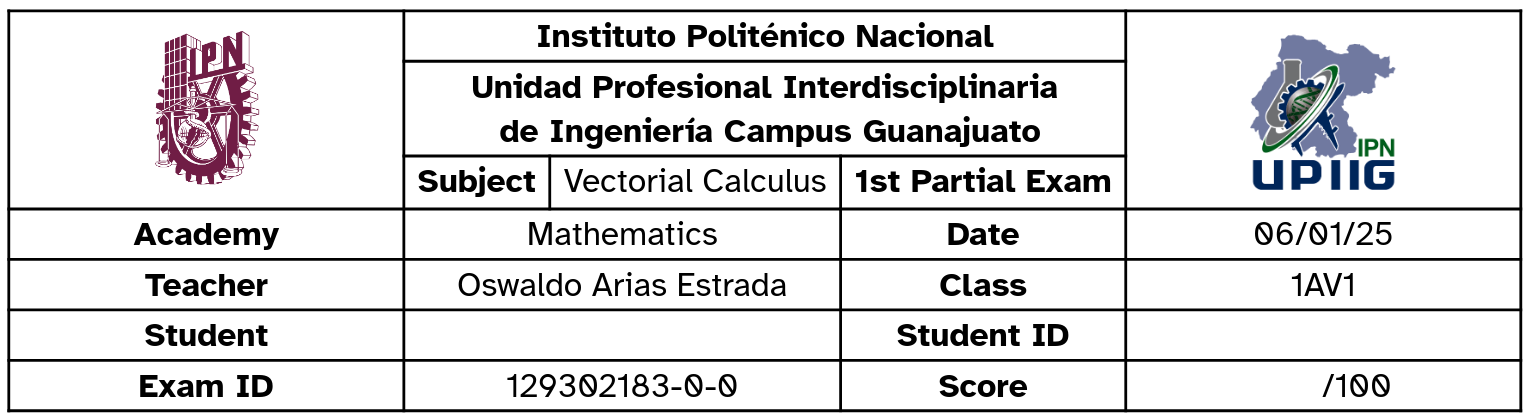 IPN
Instituto Politénico Nacional
Unidad Profesional Interdisciplinaria
de Ingeniería Campus Guanajuato
Subject Vectorial Calculus 1st Partial Exam
IPN
UPIIG
Academy Mathematics Date 06/01/25
Teacher Oswaldo Arias Estrada Class 1AV1
Student Student ID
Exam ID 129302183-0-0 Score /100